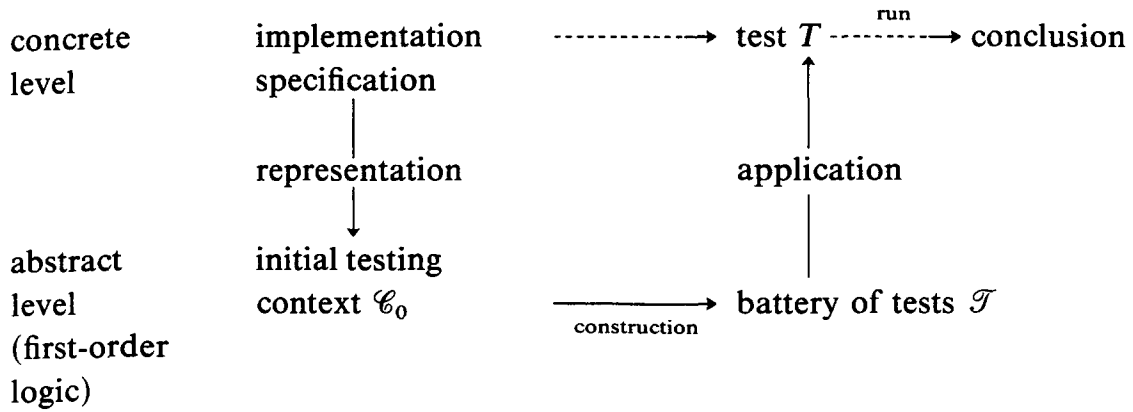 concrete implementation test T run conclusion
level specification
representation application
abstract initial testing
level context 𝒞₀ construction battery of tests 𝒯
(first-order
logic)